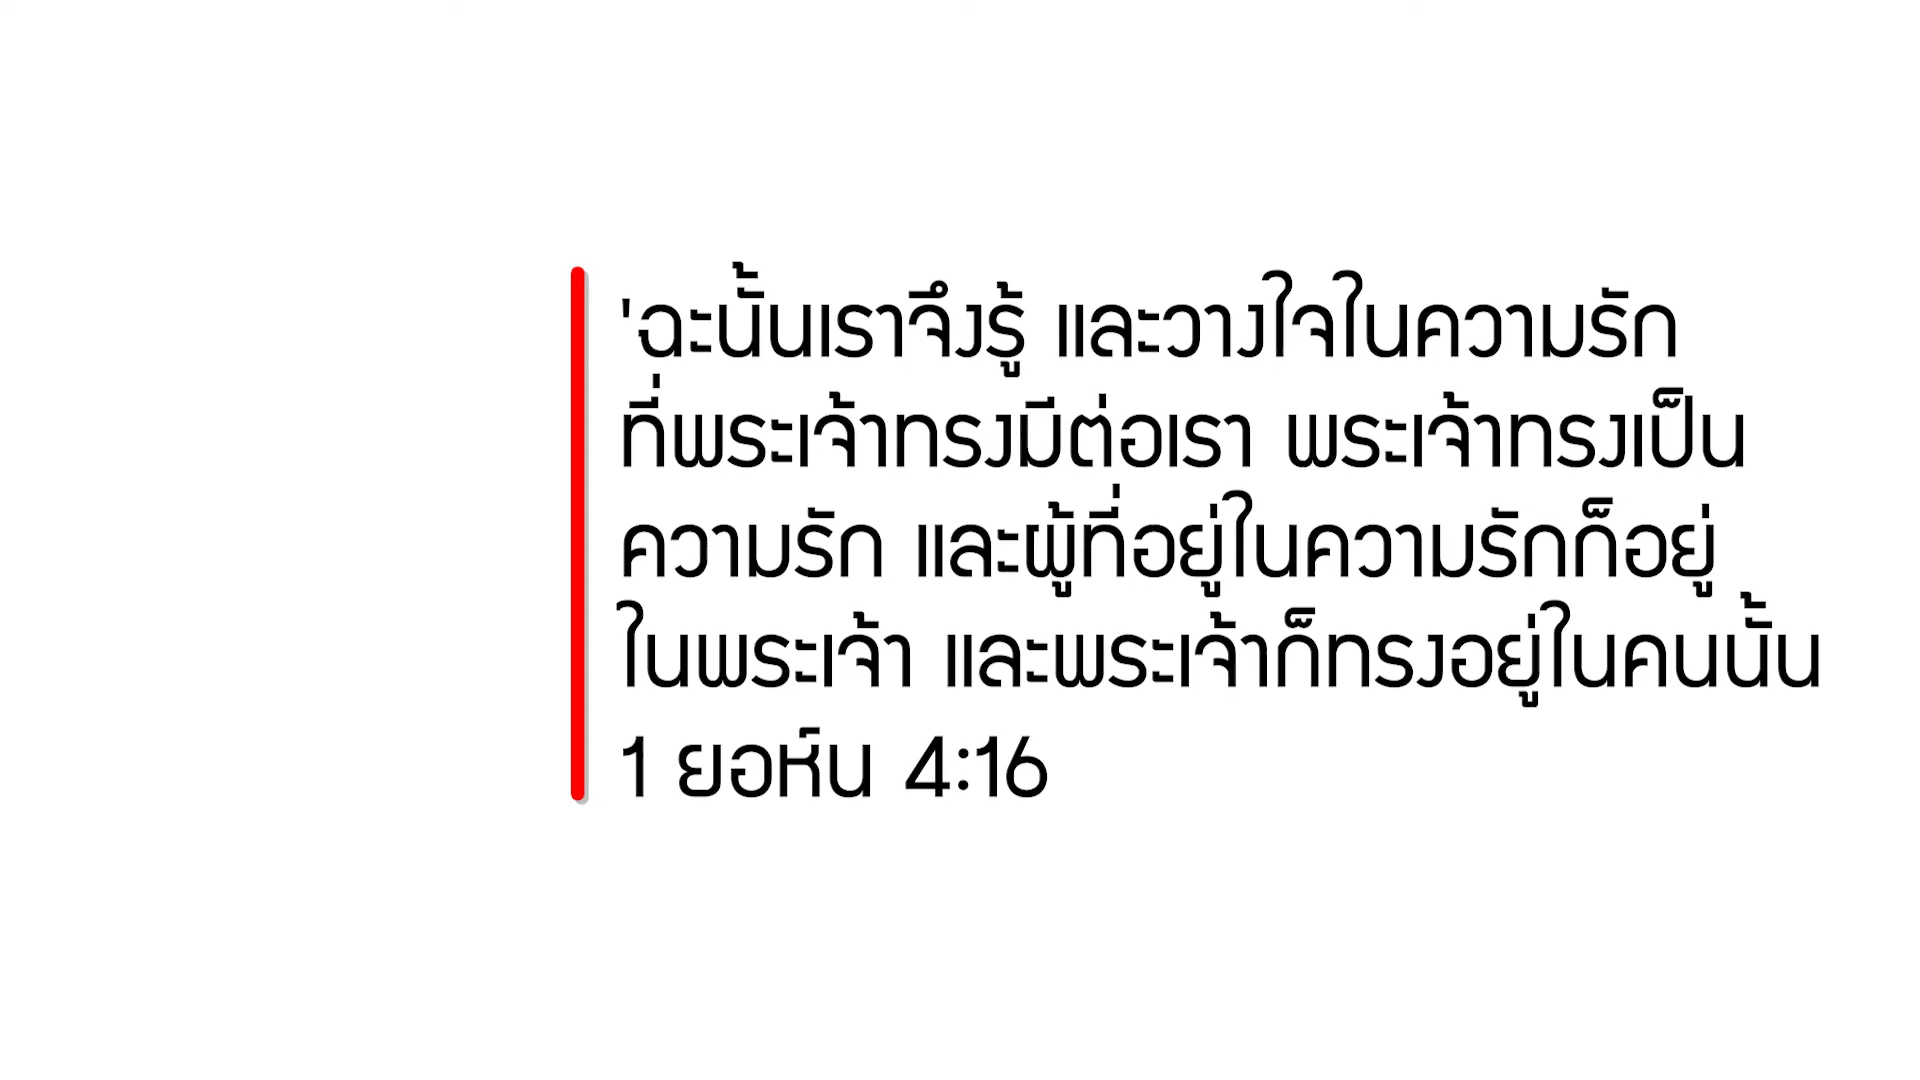 'ฉะนั้นเราจึงรู้ และวางใจในความรัก
ที่พระเจ้าทรงมีต่อเรา พระเจ้าทรงเป็น
ความรัก และผู้ที่อยู่ในความรักก็อยู่
ในพระเจ้า และพระเจ้าก็ทรงอยู่ในคนนั้น
1 ยอห์น 4:16